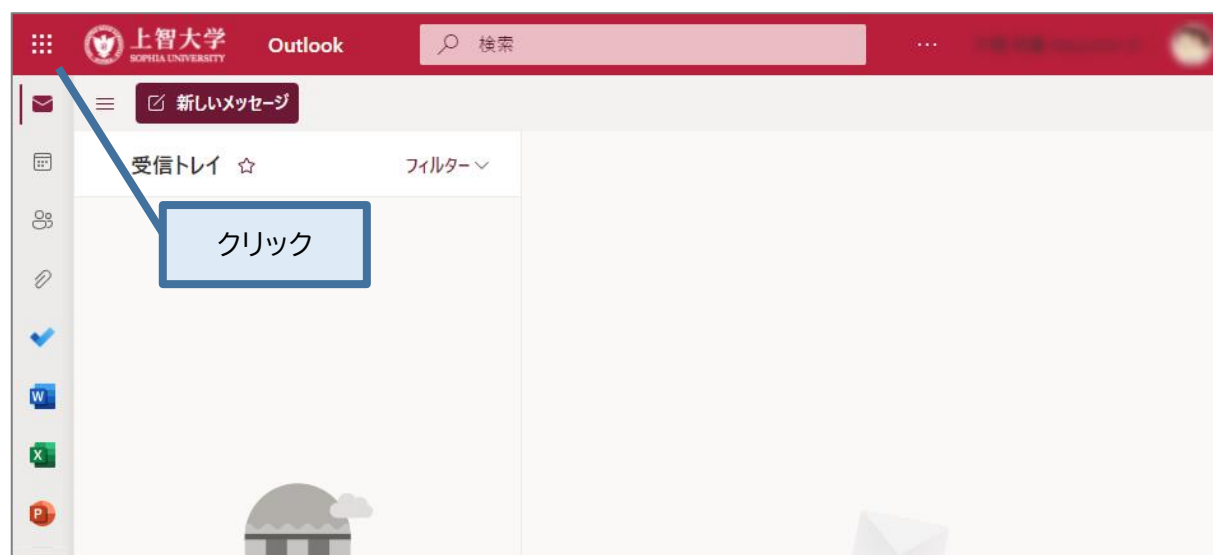 上智大学
SOPHIA UNIVERSITY
Outlook
検索
新しいメッセージ
受信トレイ
フィルター
クリック
W
X
P